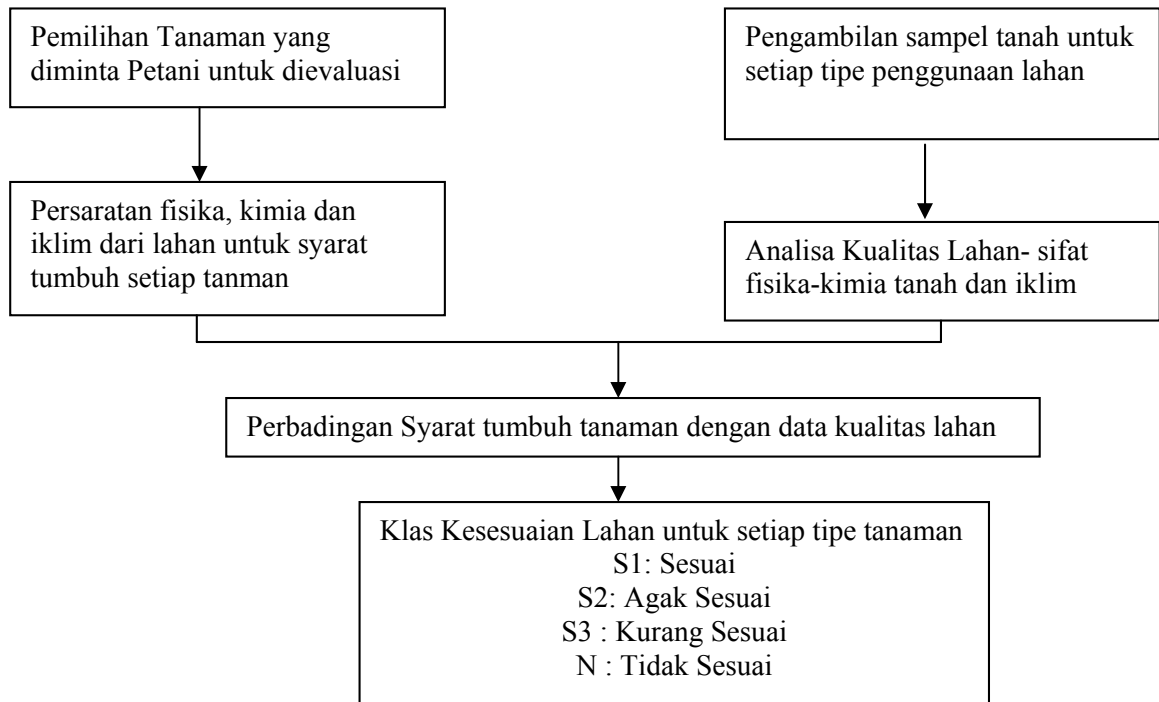 Pemilihan Tanaman yang
diminta Petani untuk dievaluasi
Pengambilan sampel tanah untuk
setiap tipe penggunaan lahan
Persaratan fisika, kimia dan
iklim dari lahan untuk syarat
tumbuh setiap tanman
Analisa Kualitas Lahan- sifat
fisika-kimia tanah dan iklim
Perbadingan Syarat tumbuh tanaman dengan data kualitas lahan
Klas Kesesuaian Lahan untuk setiap tipe tanaman
S1: Sesuai
S2: Agak Sesuai
S3 : Kurang Sesuai
N : Tidak Sesuai